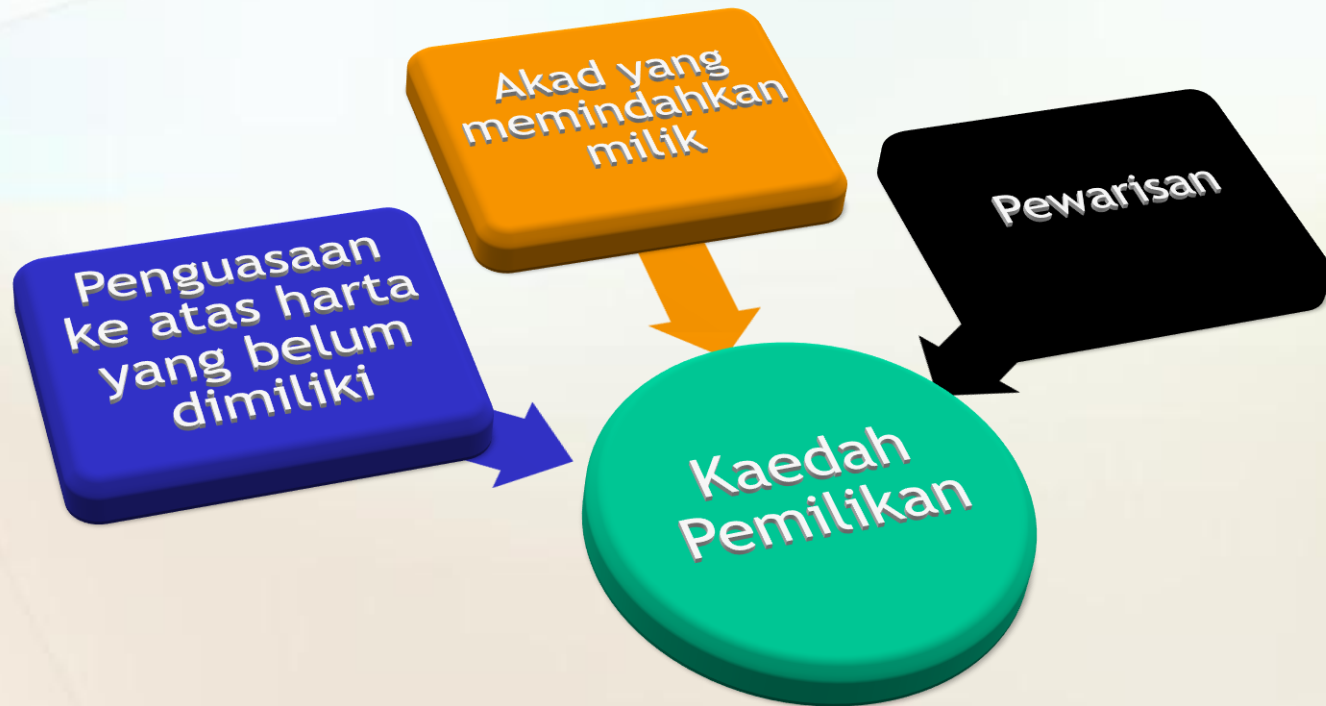 Akad yang
memindahkan
milik
Pewarisan
Penguasaan
ke atas harta
yang belum
dimiliki
Kaedah
Pemilikan